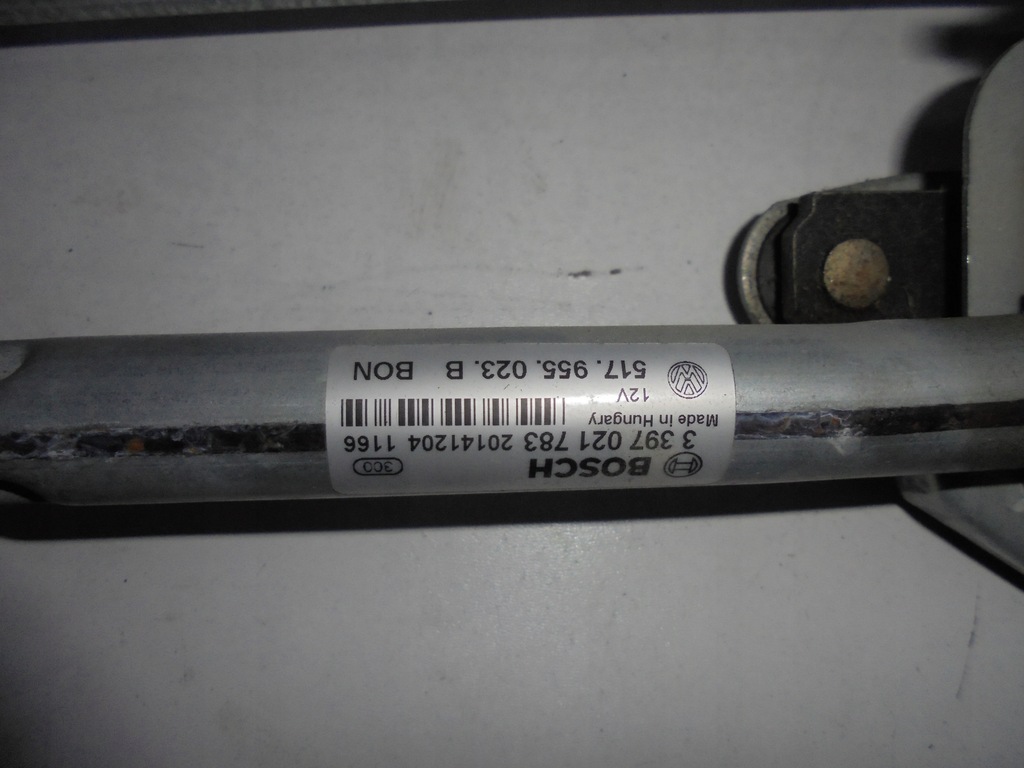 BOSCH 3C0
3 397 021 783 20141204 1166
Made in Hungary
12V
517. 955. 023. B BON